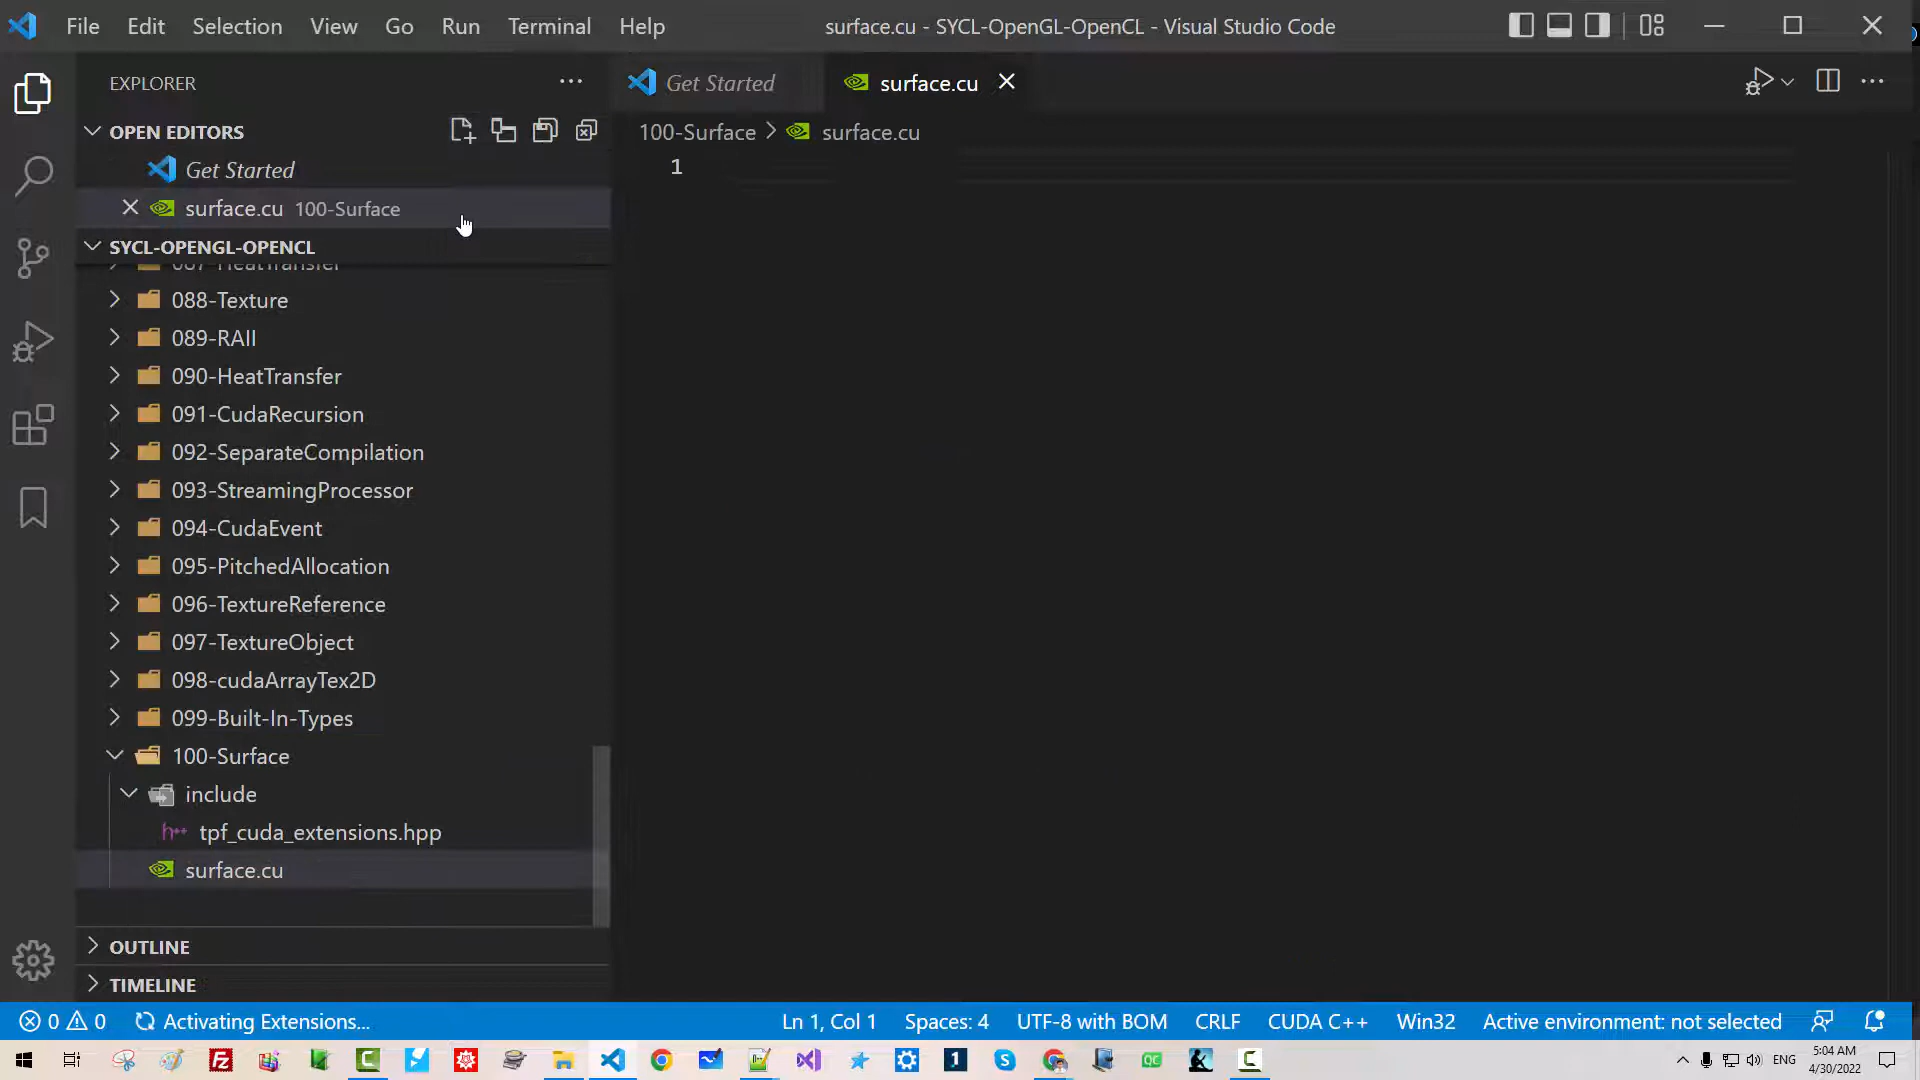 File Edit Selection View Go Run Terminal Help surface.cu - SYCL-OpenGL-OpenCL - Visual Studio Code
EXPLORER
OPEN EDITORS
Get Started
surface.cu 100-Surface
SYCL-OPENGL-OPENCL
087-HeatTransfer
088-Texture
089-RAII
090-HeatTransfer
091-CudaRecursion
092-SeparateCompilation
093-StreamingProcessor
094-CudaEvent
095-PitchedAllocation
096-TextureReference
097-TextureObject
098-cudaArrayTex2D
099-Built-In-Types
100-Surface
include
h++ tpf_cuda_extensions.hpp
surface.cu
OUTLINE
TIMELINE
Get Started surface.cu
100-Surface > surface.cu
1
0 0 Activating Extensions... Ln 1, Col 1 Spaces: 4 UTF-8 with BOM CRLF CUDA C++ Win32 Active environment: not selected
ENG 5:04 AM
4/30/2022